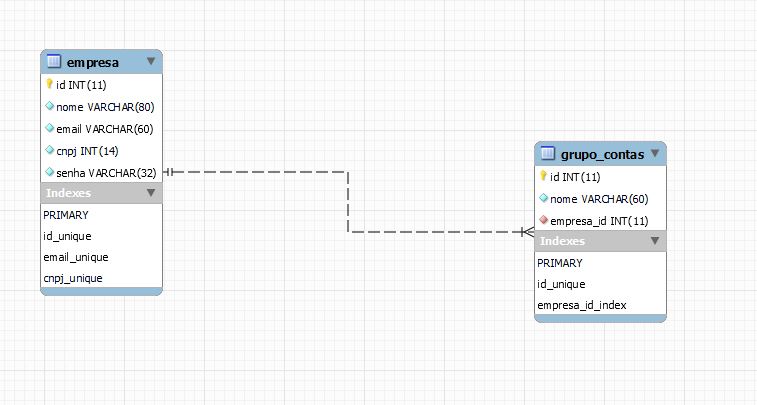 empresa
id INT(11)
nome VARCHAR(80)
email VARCHAR(60)
cnpj INT(14)
senha VARCHAR(32)
Indexes
PRIMARY
id_unique
email_unique
cnpj_unique
grupo_contas
id INT(11)
nome VARCHAR(60)
empresa_id INT(11)
Indexes
PRIMARY
id_unique
empresa_id_index